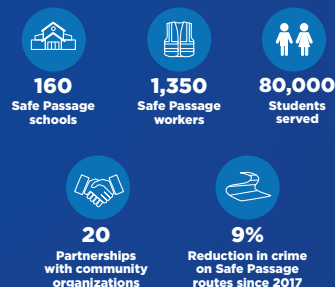 160
Safe Passage
schools
1,350
Safe Passage
workers
80,000
Students
served
20
Partnerships
with community
organizations
9%
Reduction in crime
on Safe Passage
routes since 2017